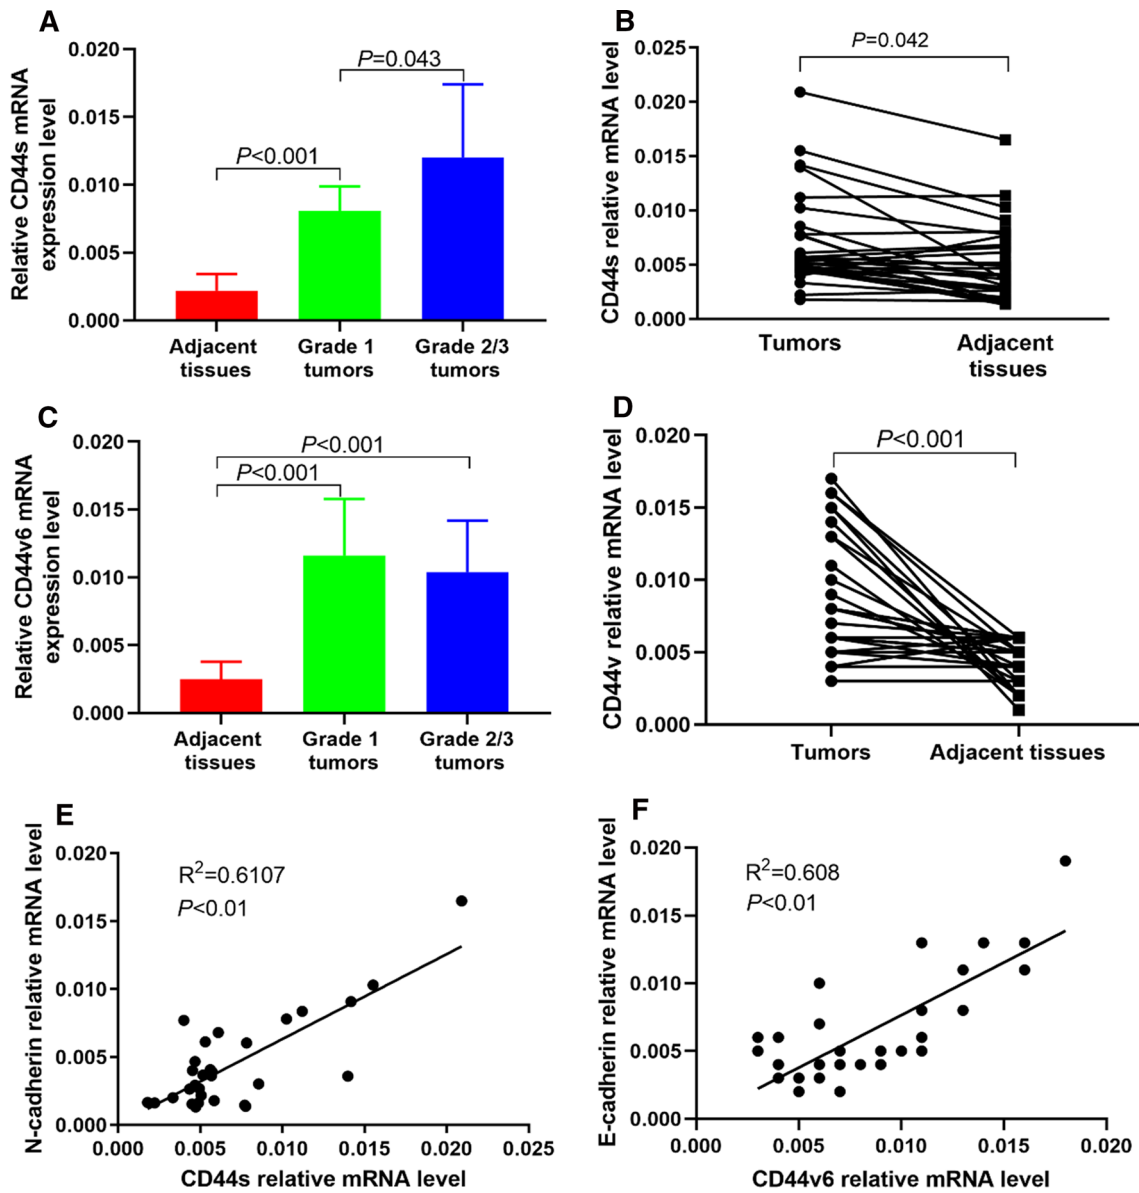 A
Relative CD44s mRNA
expression level
0.020
0.015
0.010
0.005
0.000
P<0.001
P=0.043
Adjacent
tissues
Grade 1
tumors
Grade 2/3
tumors
B
CD44s relative mRNA level
0.025
0.020
0.015
0.010
0.005
0.000
P=0.042
Tumors
Adjacent
tissues
C
Relative CD44v6 mRNA
expression level
0.020
0.015
0.010
0.005
0.000
P<0.001
P<0.001
Adjacent
tissues
Grade 1
tumors
Grade 2/3
tumors
D
CD44v relative mRNA level
0.020
0.015
0.010
0.005
0.000
P<0.001
Tumors
Adjacent tissues
E
N-cadherin relative mRNA level
0.020
0.015
0.010
0.005
0.000
R²=0.6107
P<0.01
0.000 0.005 0.010 0.015 0.020 0.025
CD44s relative mRNA level
F
E-cadherin relative mRNA level
0.020
0.015
0.010
0.005
0.000
R²=0.608
P<0.01
0.000 0.005 0.010 0.015 0.020
CD44v6 relative mRNA level